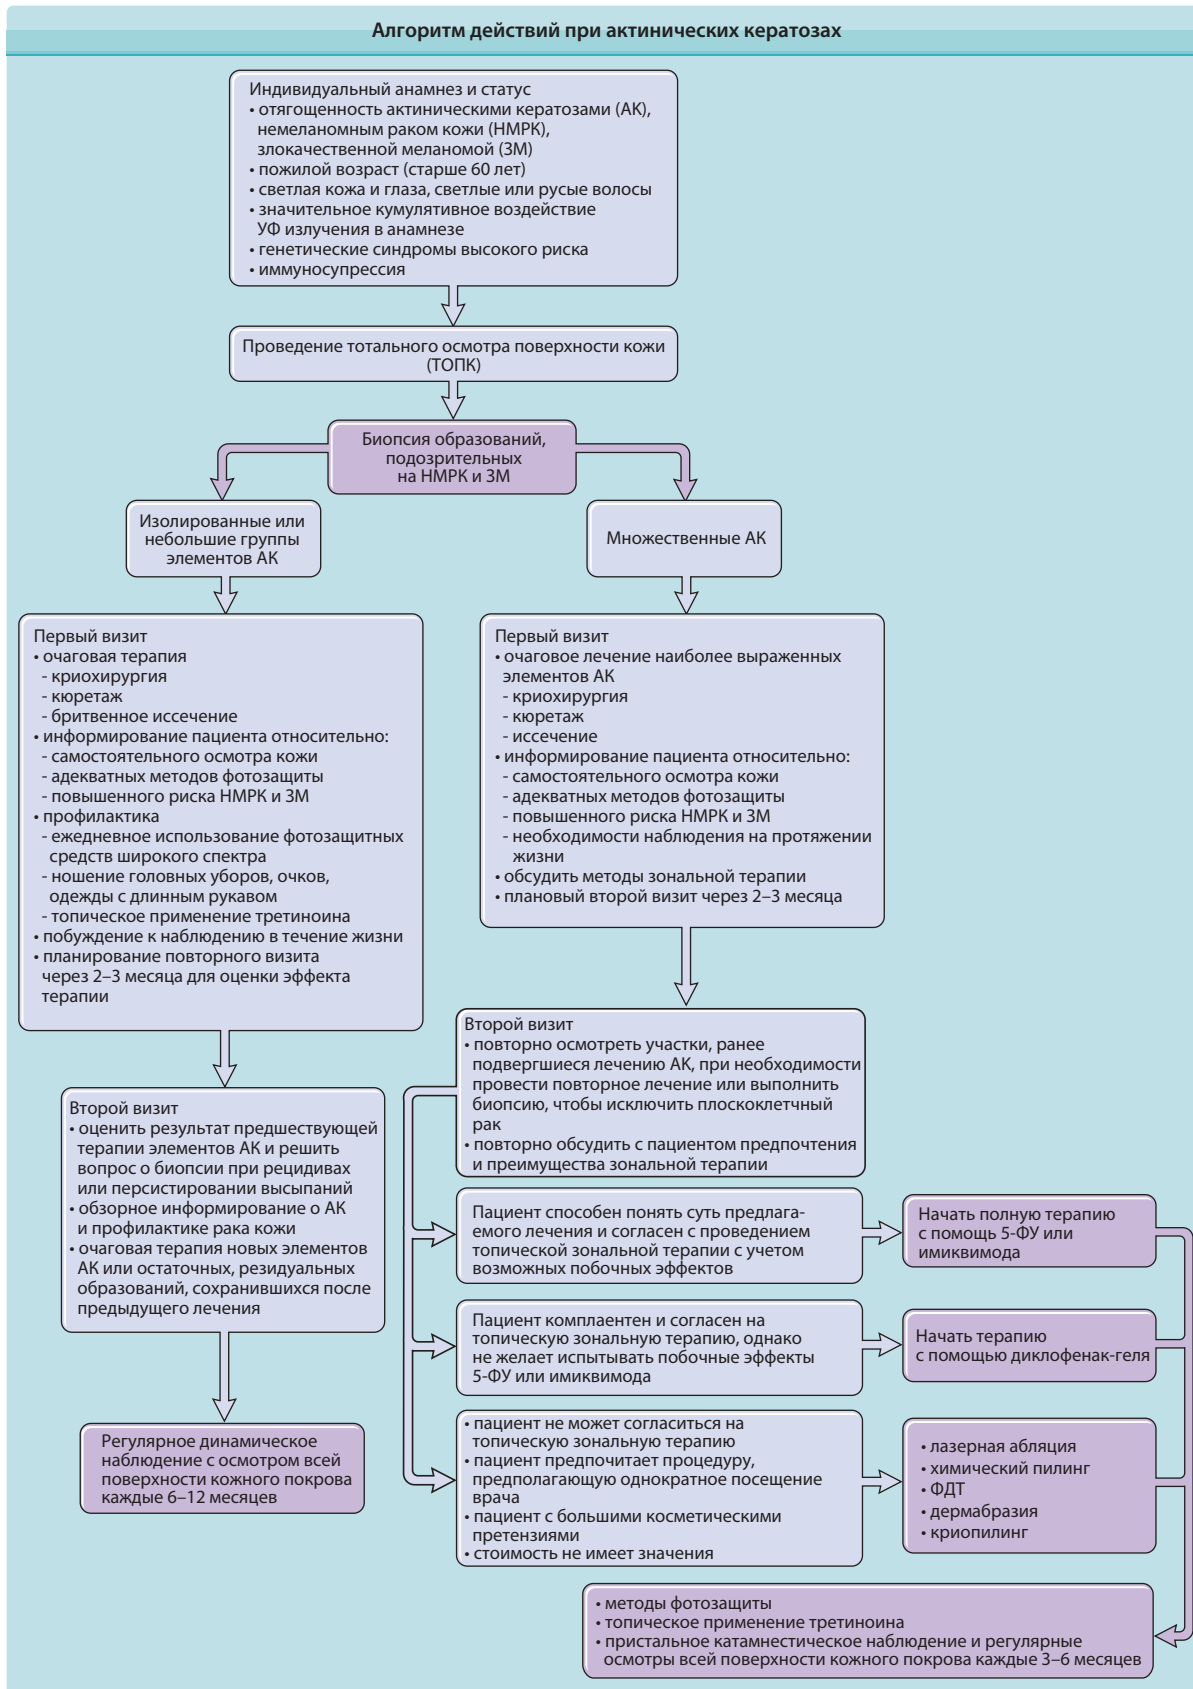 Алгоритм действий при актинических кератозах
Индивидуальный анамнез и статус
• отягощенность актиническими кератозами (АК),
немеланомным раком кожи (НМРК),
злокачественной меланомой (ЗМ)
• пожилой возраст (старше 60 лет)
• светлая кожа и глаза, светлые или русые волосы
• значительное кумулятивное воздействие
УФ излучения в анамнезе
• генетические синдромы высокого риска
• иммуносупрессия
Проведение тотального осмотра поверхности кожи
(ТОПК)
Биопсия образований,
подозрительных
на НМРК и ЗМ
Изолированные или
небольшие группы
элементов АК
Первый визит
• очаговая терапия
- криохирургия
- кюретаж
- бритвенное иссечение
• информирование пациента относительно:
- самостоятельного осмотра кожи
- адекватных методов фотозащиты
- повышенного риска НМРК и ЗМ
• профилактика
- ежедневное использование фотозащитных
средств широкого спектра
- ношение головных уборов, очков,
одежды с длинным рукавом
- топическое применение третиноина
• побуждение к наблюдению в течение жизни
• планирование повторного визита
через 2–3 месяца для оценки эффекта
терапии
Второй визит
• оценить результат предшествующей
терапии элементов АК и решить
вопрос о биопсии при рецидивах
или персистировании высыпаний
• обзорное информирование о АК
и профилактике рака кожи
• очаговая терапия новых элементов
АК или остаточных, резидуальных
образований, сохранившихся после
предыдущего лечения
Регулярное динамическое
наблюдение с осмотром всей
поверхности кожного покрова
каждые 6–12 месяцев
Множественные АК
Первый визит
• очаговое лечение наиболее выраженных
элементов АК
- криохирургия
- кюретаж
- иссечение
• информирование пациента относительно:
- самостоятельного осмотра кожи
- адекватных методов фотозащиты
- повышенного риска НМРК и ЗМ
- необходимости наблюдения на протяжении
жизни
• обсудить методы зональной терапии
• плановый второй визит через 2–3 месяца
Второй визит
• повторно осмотреть участки, ранее
подвергшиеся лечению АК, при необходимости
провести повторное лечение или выполнить
биопсию, чтобы исключить плоскоклетчный
рак
• повторно обсудить с пациентом предпочтения
и преимущества зональной терапии
Пациент способен понять суть предлага-
емого лечения и согласен с проведением
топической зональной терапии с учетом
возможных побочных эффектов
Начать полную терапию
с помощь 5-ФУ или
имиквимода
Пациент комплаентен и согласен на
топическую зональную терапию, однако
не желает испытывать побочные эффекты
5-ФУ или имиквимода
Начать терапию
с помощью диклофенак-геля
• пациент не может согласиться на
топическую зональную терапию
• пациент предпочитает процедуру,
предполагающую однократное посещение
врача
• пациент с большими косметическими
претензиями
• стоимость не имеет значения
• лазерная абляция
• химический пилинг
• ФДТ
• дермабразия
• криопилинг
• методы фотозащиты
• топическое применение третиноина
• пристальное катамнестическое наблюдение и регулярные
осмотры всей поверхности кожного покрова каждые 3–6 месяцев